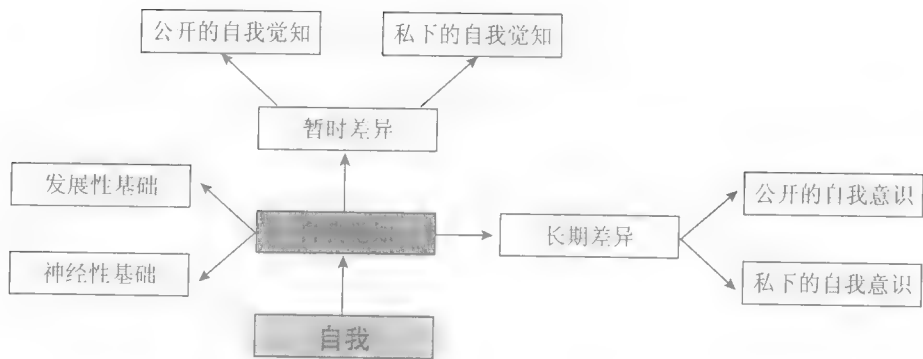 公开的自我觉知
私下的自我觉知
暂时差异
发展性基础
公开的自我意识
长期差异
神经性基础
私下的自我意识
自我